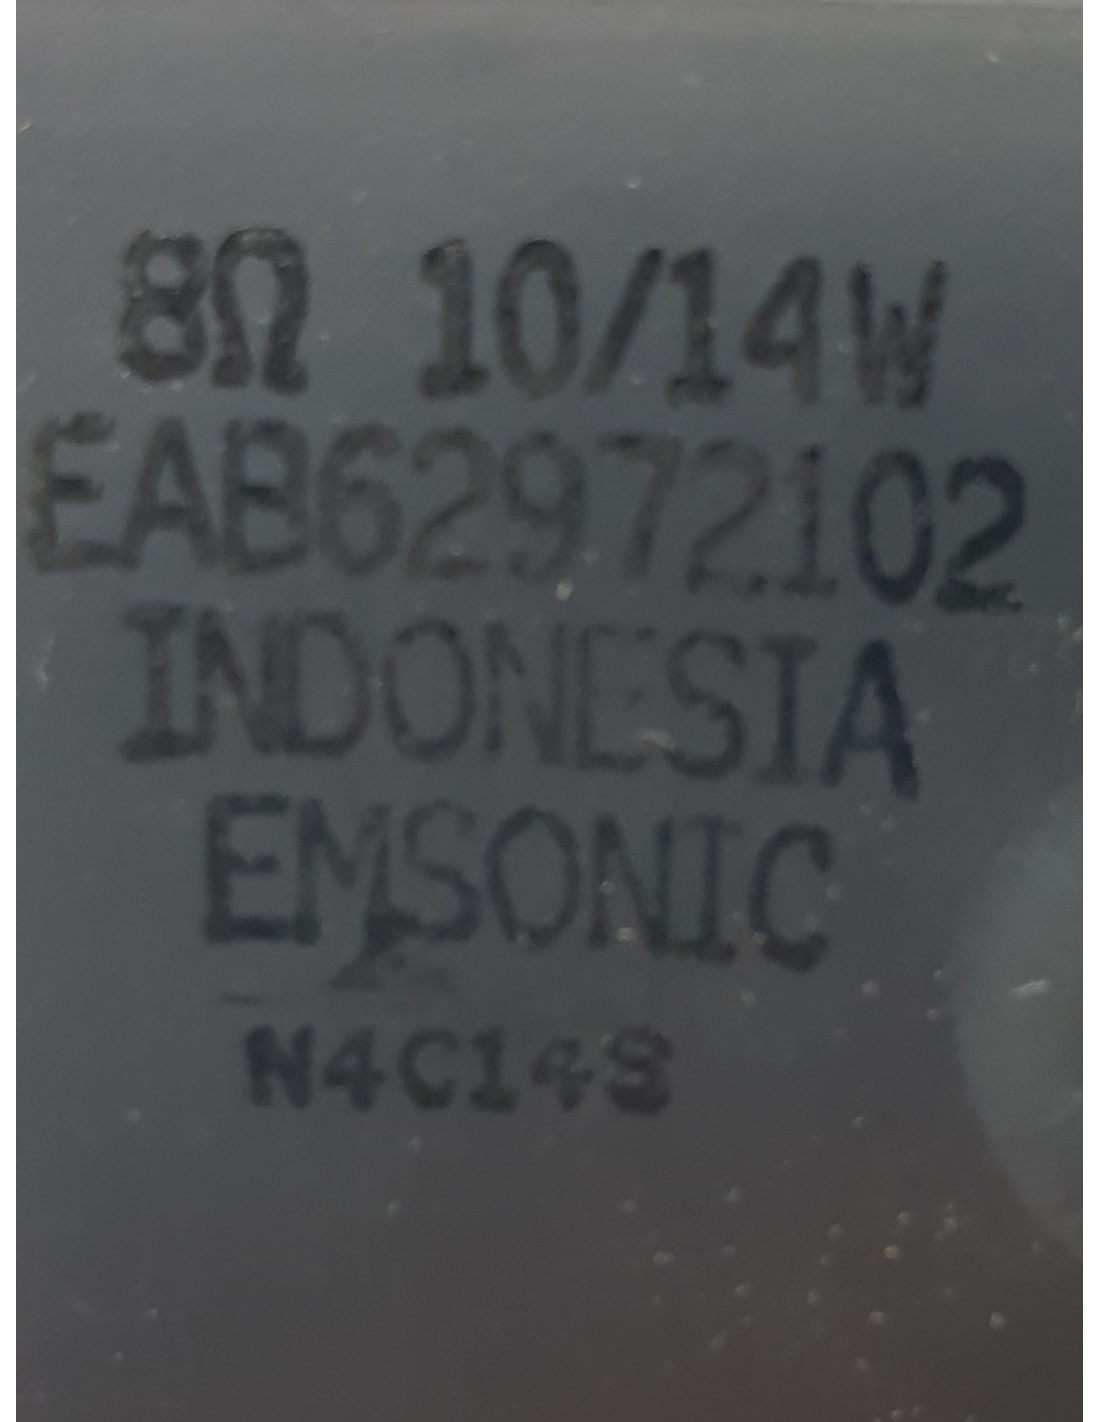 8Ω 10/14W
EAB62972102
INDONESIA
EMSONIC
N4C148